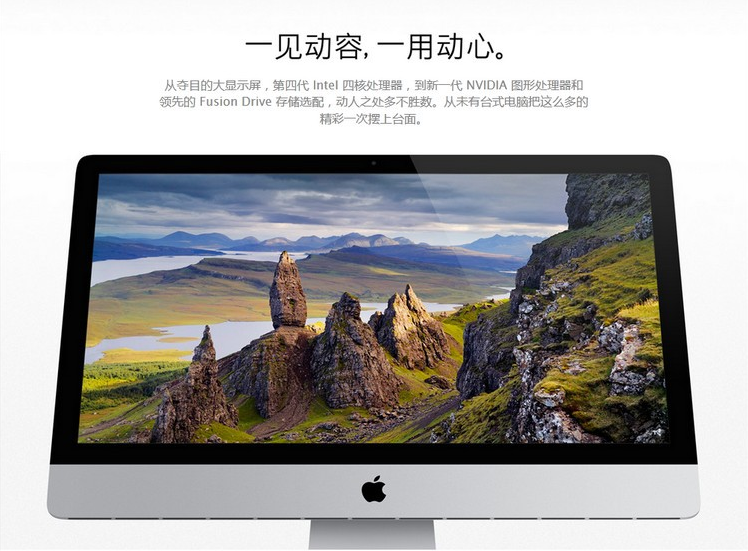 一见动容，一用动心。
从夺目的大显示屏，第四代 Intel 四核处理器，到新一代 NVIDIA 图形处理器和
领先的 Fusion Drive 存储选配，动人之处多不胜数。从未有台式电脑把这么多的
精彩一次摆上台面。